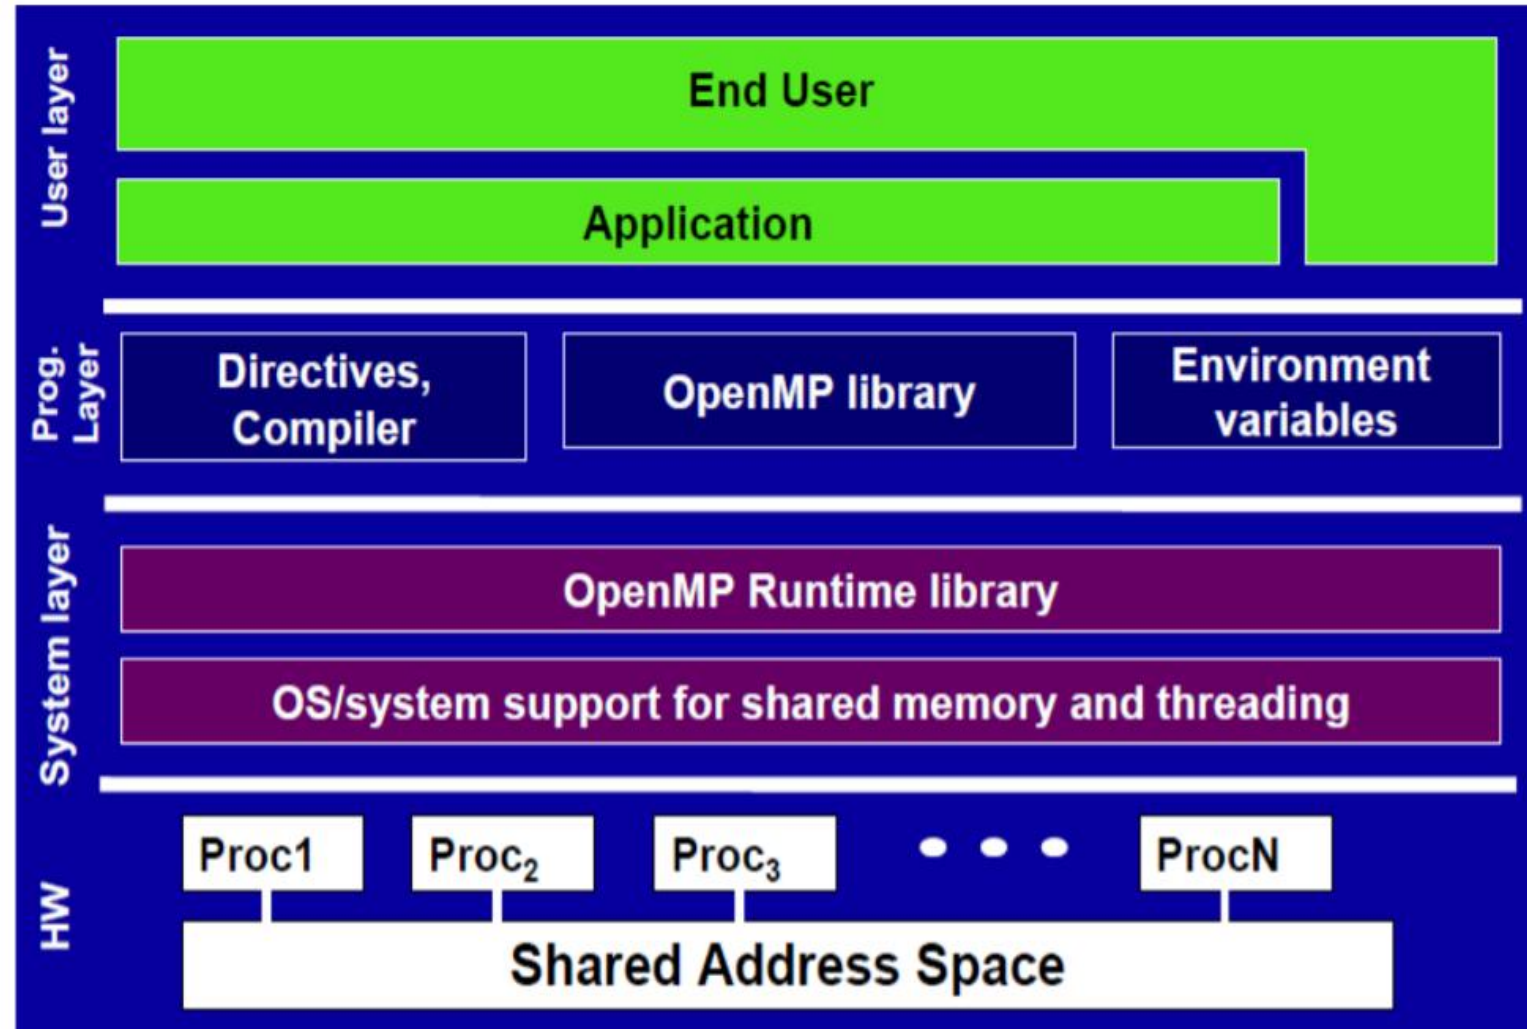 User layer
End User
Application
Prog.
Layer
Directives,
Compiler
OpenMP library
Environment
variables
System layer
OpenMP Runtime library
OS/system support for shared memory and threading
HW
Proc1
Proc₂
Proc₃
ProcN
Shared Address Space